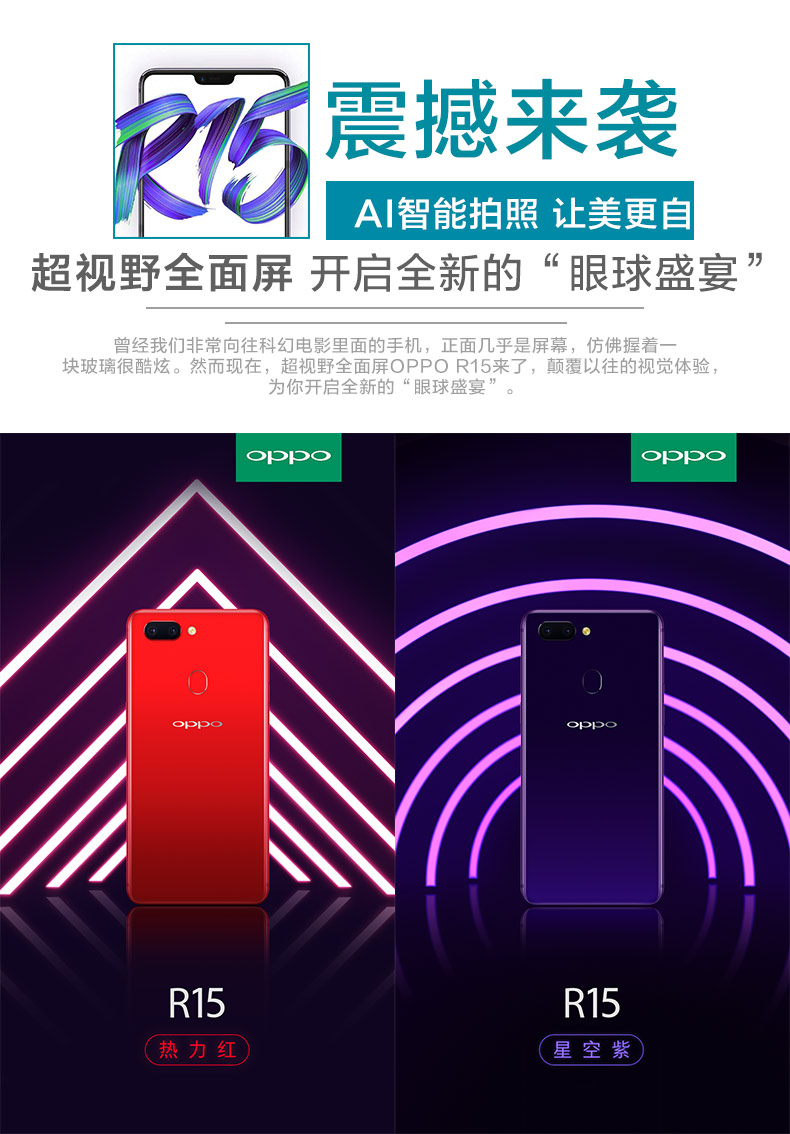 R15
震撼来袭
AI智能拍照 让美更自
超视野全面屏 开启全新的“眼球盛宴”
曾经我们非常向往科幻电影里面的手机，正面几乎是屏幕，仿佛握着一
块玻璃很酷炫。然而现在，超视野全面屏OPPO R15来了，颠覆以往的视觉体验，
为你开启全新的“眼球盛宴”。
oppo
oppo
oppo
oppo
R15
热力红
R15
星空紫